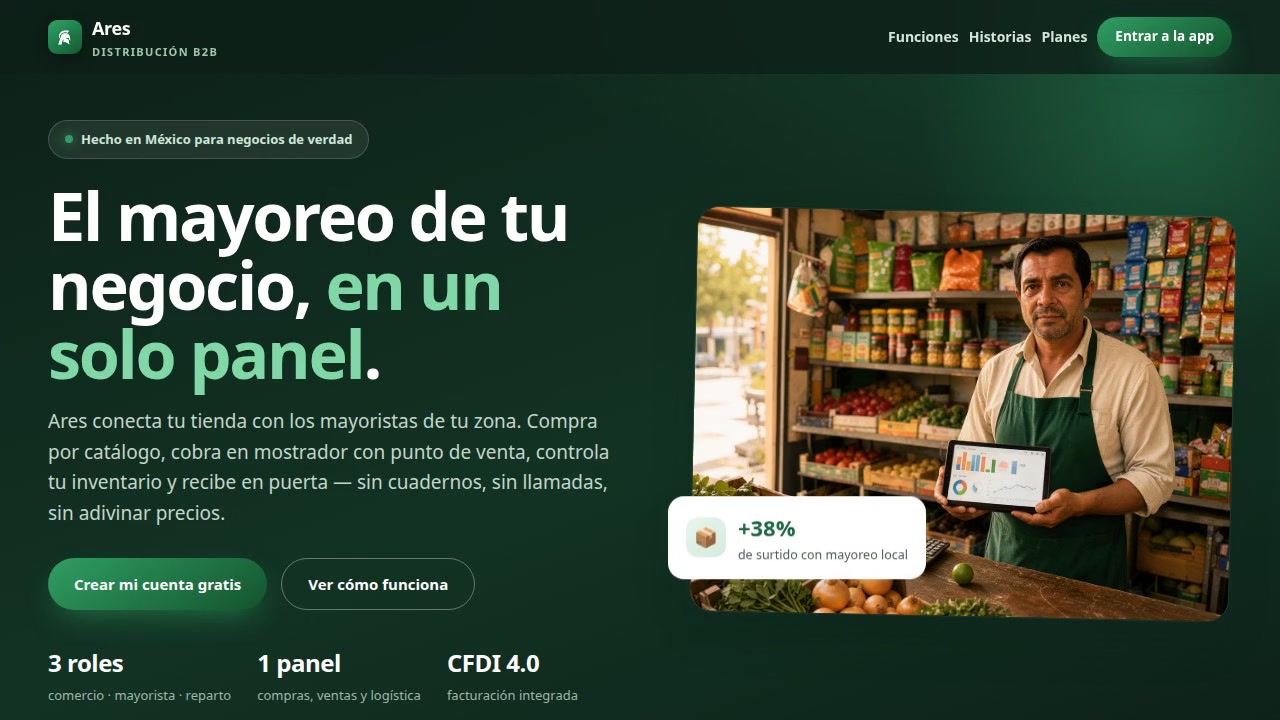 Ares
DISTRIBUCIÓN B2B
Funciones Historias Planes Entrar a la app
Hecho en México para negocios de verdad
El mayoreo de tu
negocio, en un
solo panel.
Ares conecta tu tienda con los mayoristas de tu zona. Compra
por catálogo, cobra en mostrador con punto de venta, controla
tu inventario y recibe en puerta — sin cuadernos, sin llamadas,
sin adivinar precios.
Crear mi cuenta gratis
Ver cómo funciona
3 roles
comercio · mayorista · reparto
1 panel
compras, ventas y logística
CFDI 4.0
facturación integrada
+38%
de surtido con mayoreo local